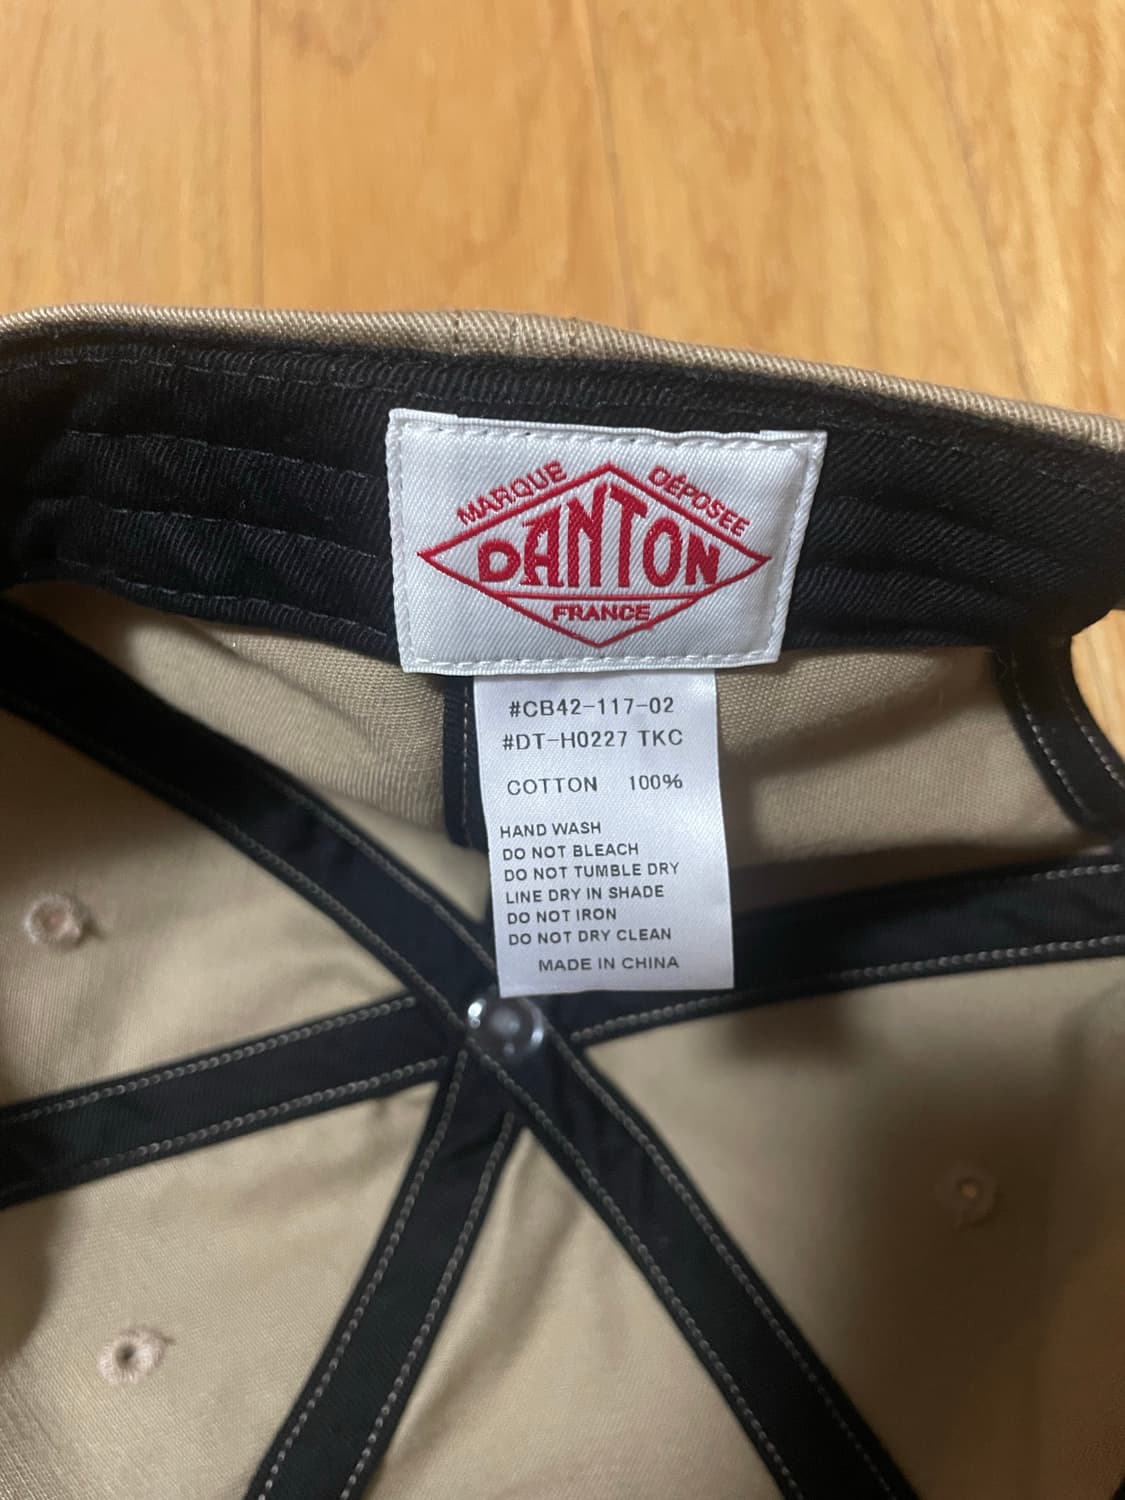 MARQUE DÉPOSEE
DANTON
FRANCE
#CB42-117-02
#DT-H0227 TKC
COTTON 100%
HAND WASH
DO NOT BLEACH
DO NOT TUMBLE DRY
LINE DRY IN SHADE
DO NOT IRON
DO NOT DRY CLEAN
MADE IN CHINA